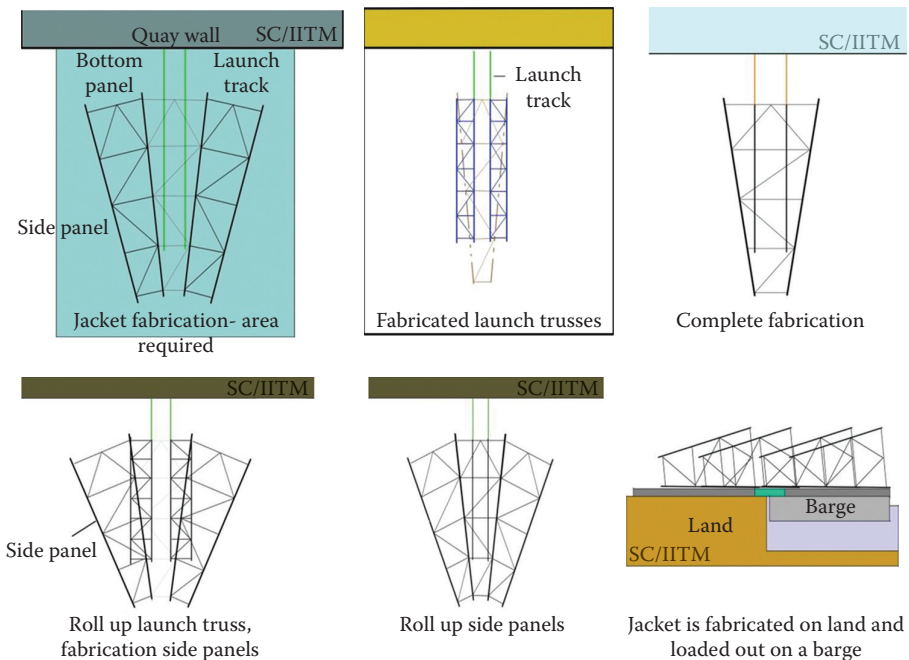 Quay wall
SC/IITM
Bottom
panel
Launch
track
Side panel
Jacket fabrication- area
required
Launch
track
Fabricated launch trusses
SC/IITM
Complete fabrication
SC/IITM
Side panel
Roll up launch truss,
fabrication side panels
SC/IITM
Roll up side panels
Land
Barge
SC/IITM
Jacket is fabricated on land and
loaded out on a barge